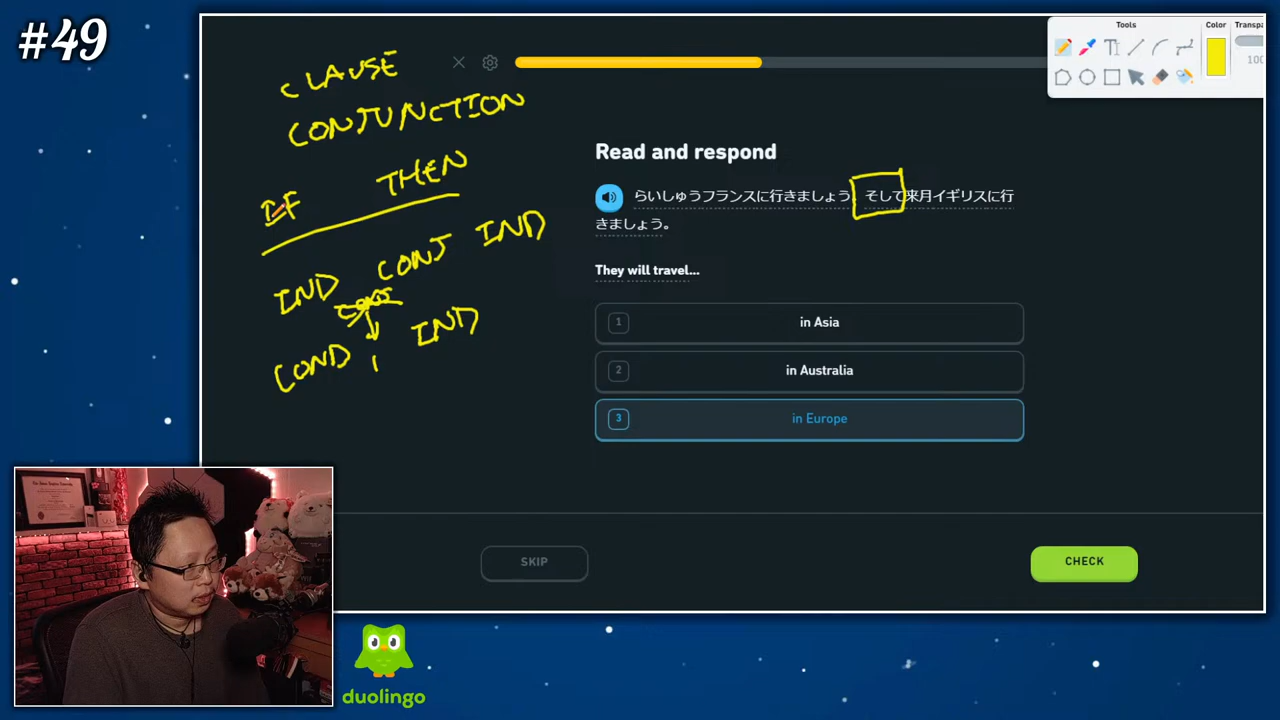 #49
CLAUSE
CONJUNCTION
IF THEN
IND CONJ IND
COND IND
Tools
Color
Transpa
100
Read and respond
らいしゅうフランスに行きましょう そして来月イギリスに行
きましょう。
They will travel...
1 in Asia
2 in Australia
3 in Europe
SKIP
CHECK
duolingo